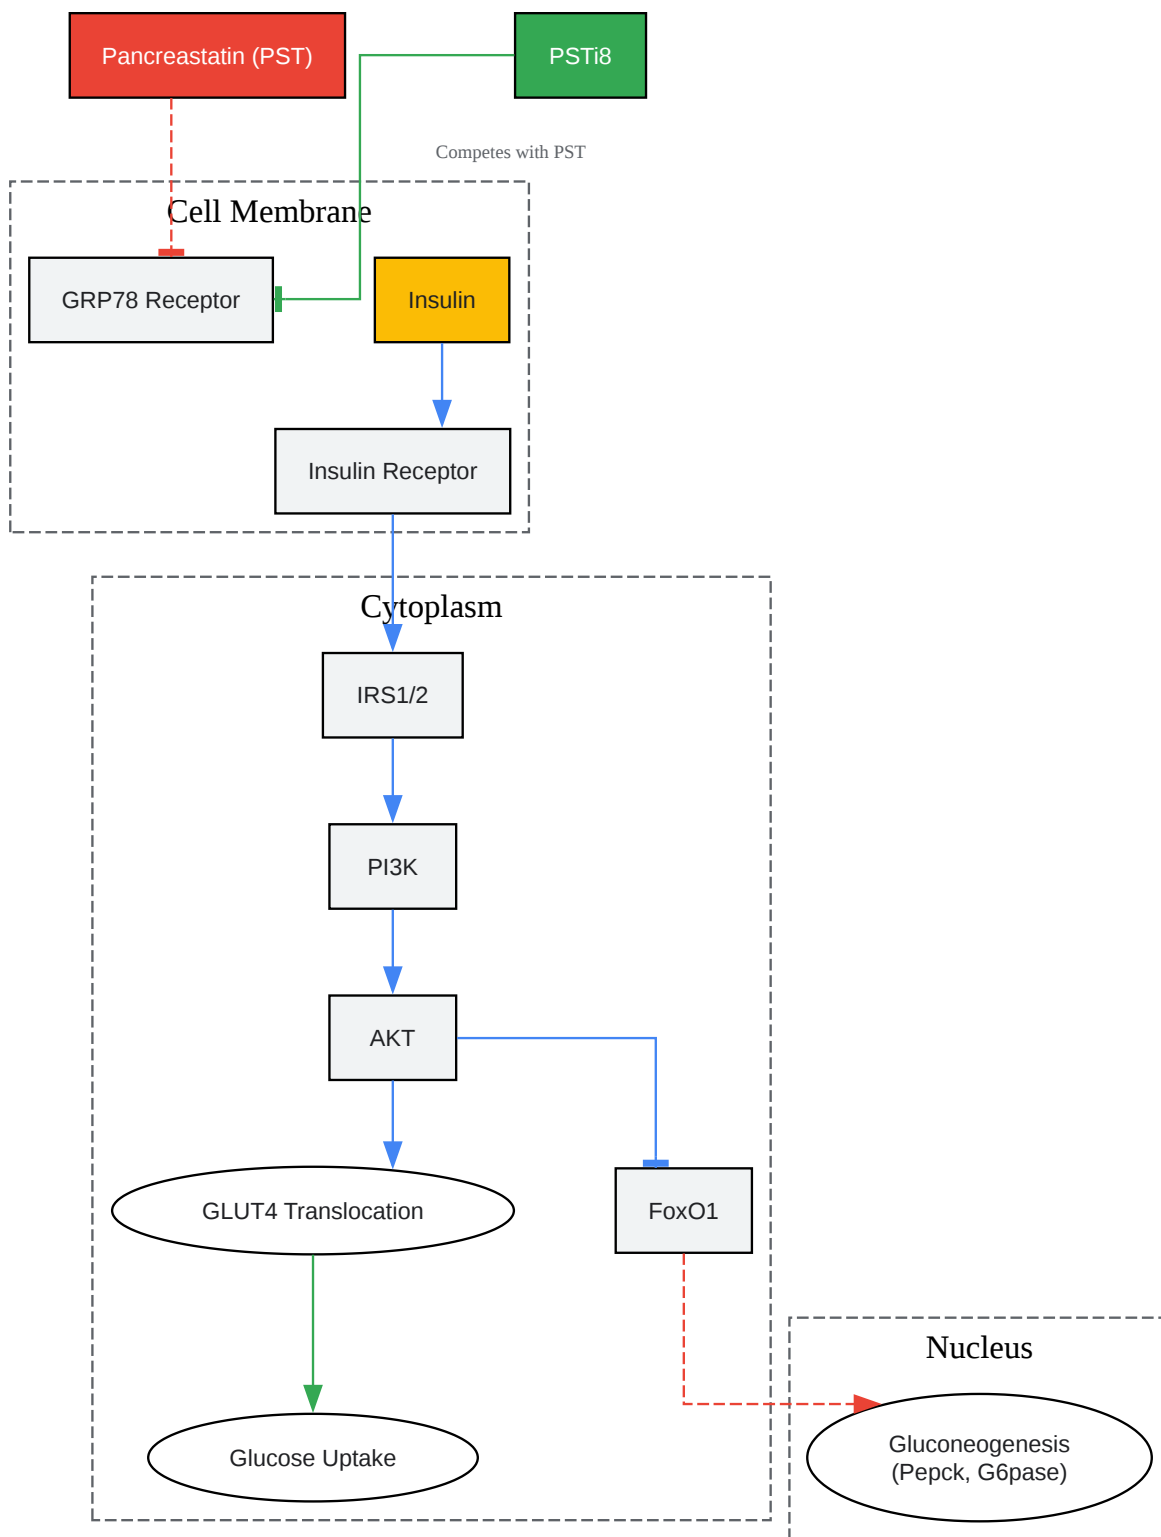 Pancreastatin (PST)
PSTi8
Competes with PST
Cell Membrane
GRP78 Receptor
Insulin
Insulin Receptor
Cytoplasm
IRS1/2
PI3K
AKT
GLUT4 Translocation
FoxO1
Nucleus
Glucose Uptake
Gluconeogenesis
(Pepck, G6pase)